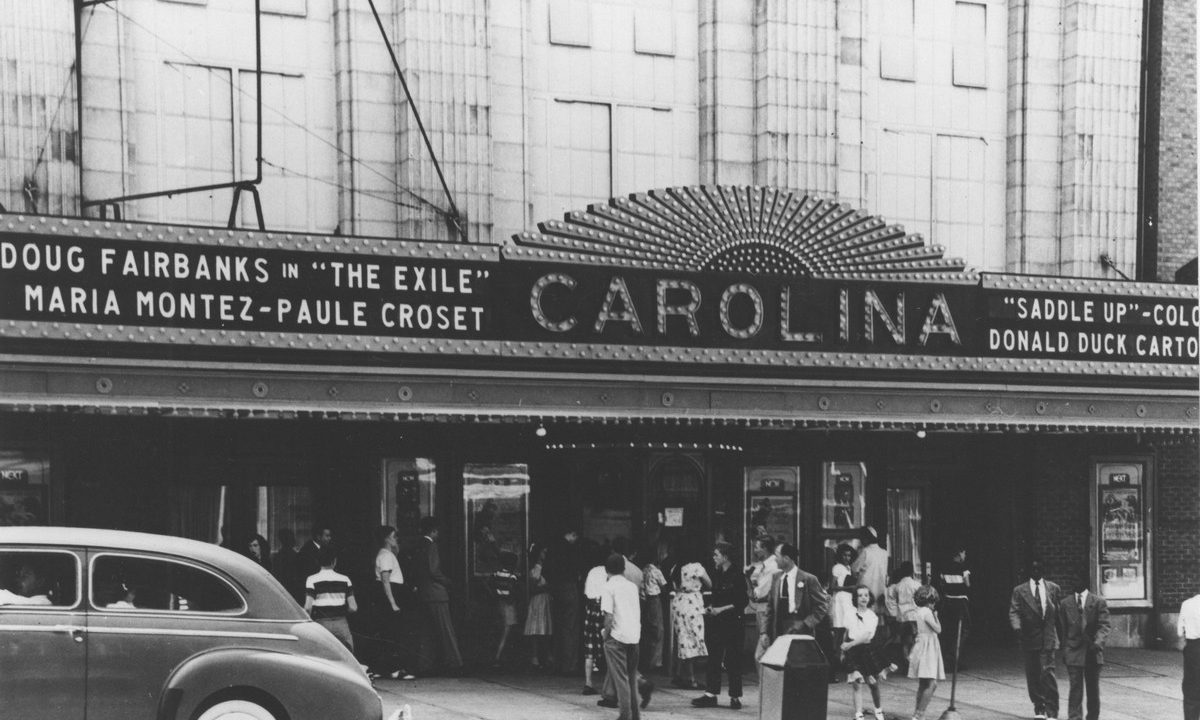 DOUG FAIRBANKS IN "THE EXILE"
MARIA MONTEZ-PAULE CROSET
CAROLINA
"SADDLE UP"-COLO
DONALD DUCK CARTO
NEXT
NOW
NOW
NOW
NEXT